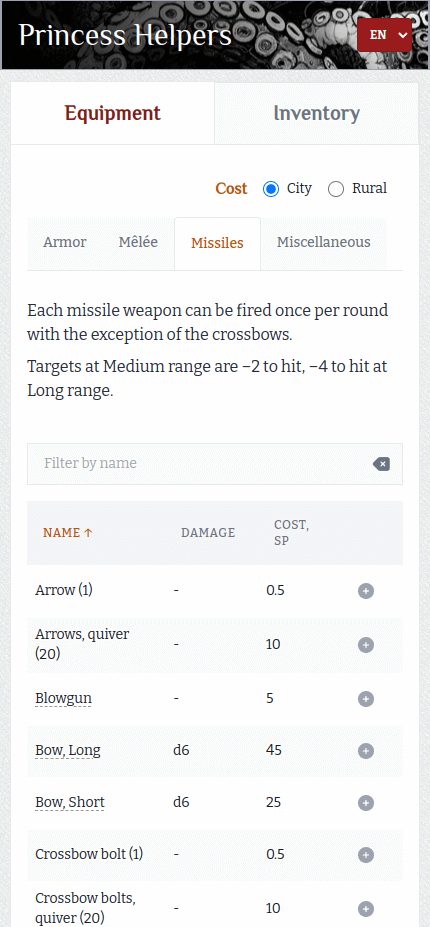 Princess Helpers
EN
Equipment
Inventory
Cost
City
Rural
Armor
Mêlée
Missiles
Miscellaneous
Each missile weapon can be fired once per round
with the exception of the crossbows.
Targets at Medium range are −2 to hit, −4 to hit at
Long range.
Filter by name
NAME ↑
DAMAGE
COST,
SP
Arrow (1)
-
0.5
Arrows, quiver
(20)
-
10
Blowgun
-
5
Bow, Long
d6
45
Bow, Short
d6
25
Crossbow bolt (1)
-
0.5
Crossbow bolts,
quiver (20)
-
10